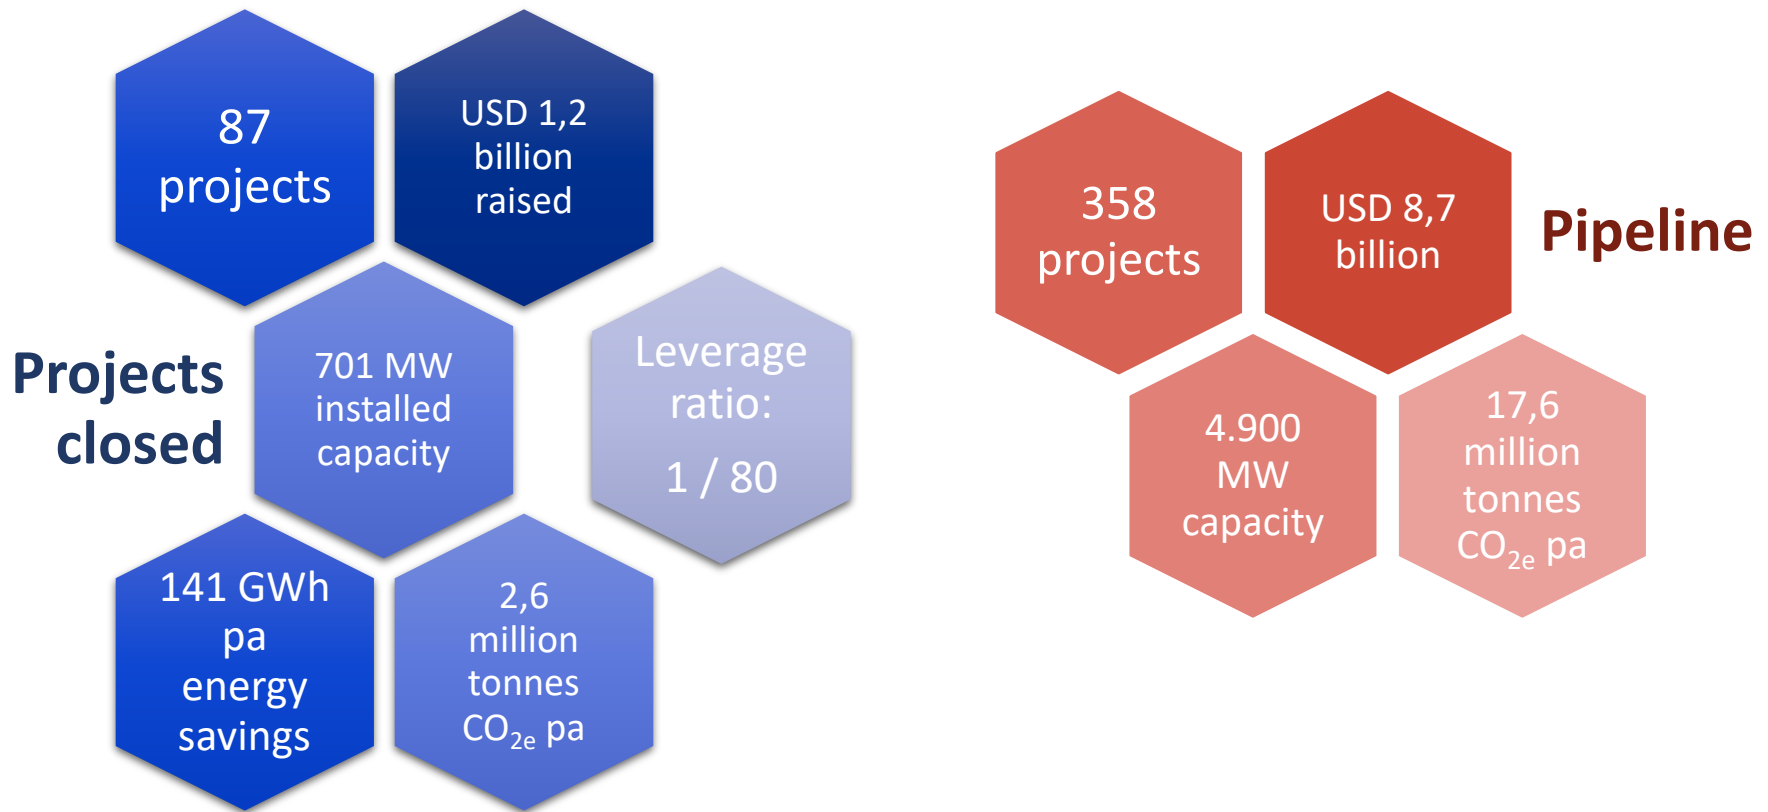 Projects
closed
87
projects
USD 1,2
billion
raised
701 MW
installed
capacity
Leverage
ratio:
1 / 80
141 GWh
pa
energy
savings
2,6
million
tonnes
CO2e pa
Pipeline
358
projects
USD 8,7
billion
4.900
MW
capacity
17,6
million
tonnes
CO2e pa